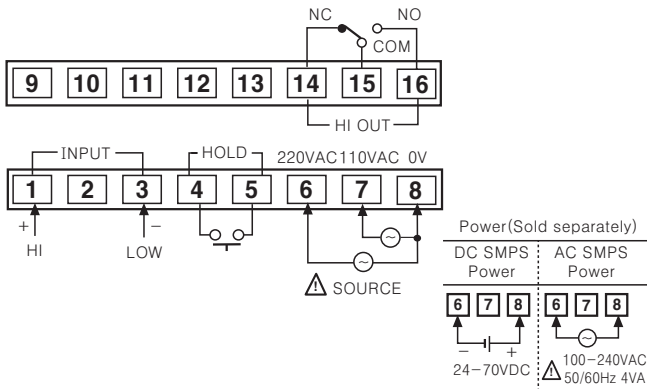 NC NO
COM
9 10 11 12 13 14 15 16
HI OUT
INPUT HOLD 220VAC 110VAC 0V
1 2 3 4 5 6 7 8
+ −
HI LOW
SOURCE
Power(Sold separately)
DC SMPS Power
AC SMPS Power
6 7 8
6 7 8
− +
24−70VDC
100−240VAC
50/60Hz 4VA